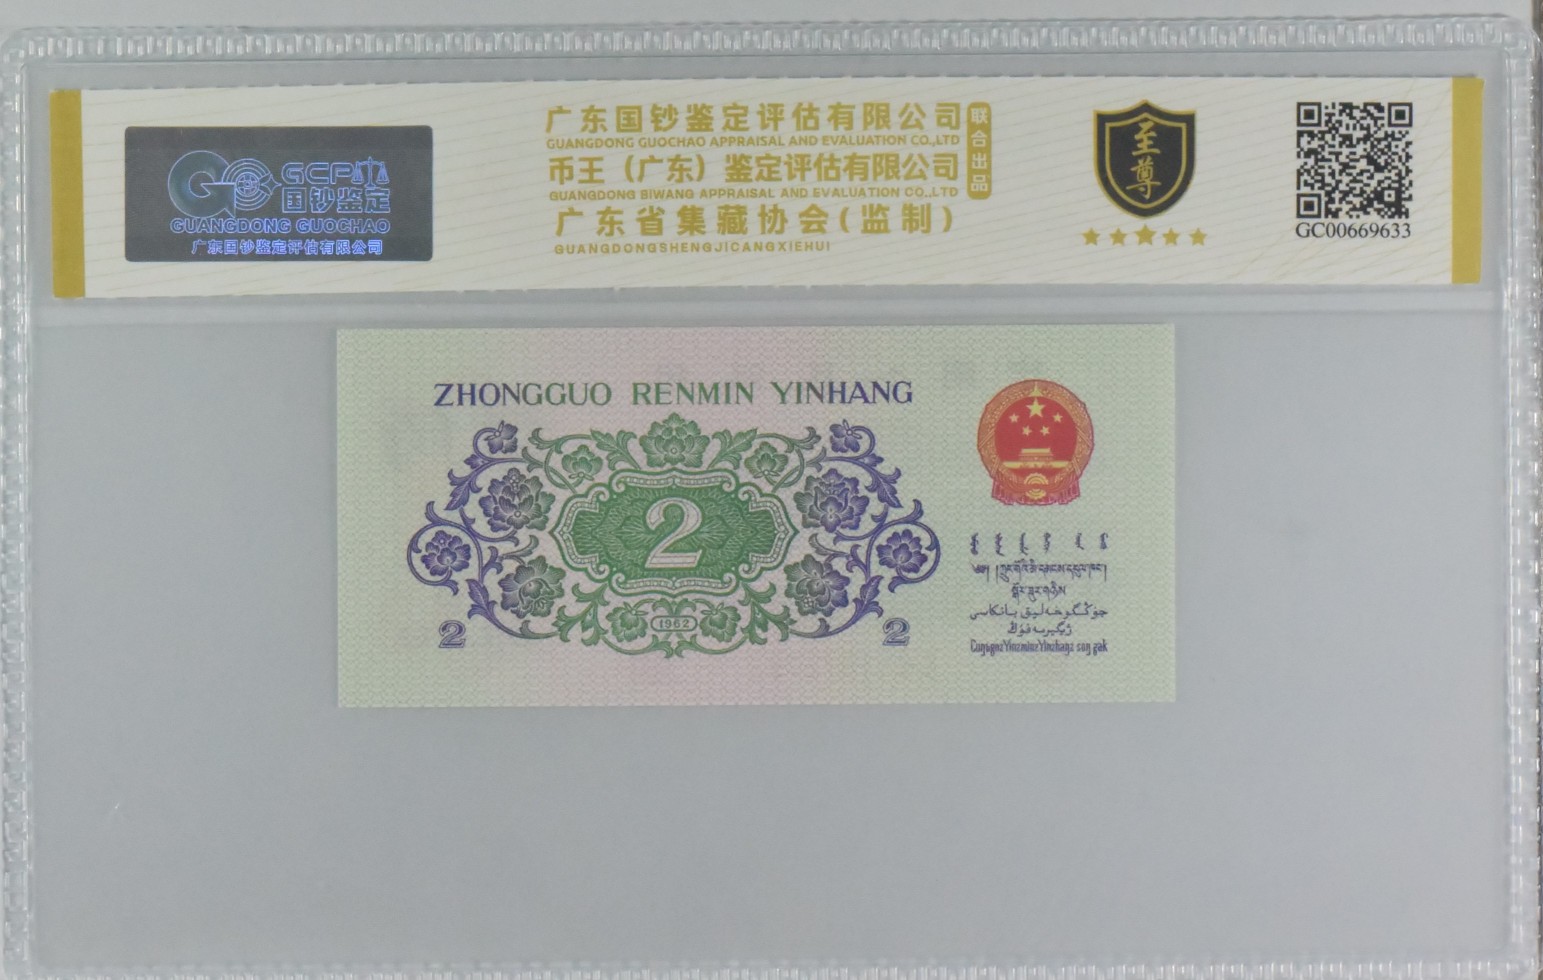 GCP
国钞鉴定
GUANGDONG GUOCHAO
广东国钞鉴定评估有限公司
广东国钞鉴定评估有限公司
GUANGDONG GUOCHAO APPRAISAL AND EVALUATION CO.,LTD
币王（广东）鉴定评估有限公司
GUANGDONG BIWANG APPRAISAL AND EVALUATION CO.,LTD
广东省集藏协会(监制)
GUANGDONGSHENGJICANGXIEHUI
联合出品
至尊
GC00669633
ZHONGGUO RENMIN YINHANG
2
1962
2
2
جۇڭگوخەلىق بانكاسى
ژىگىرمە فۇڭ